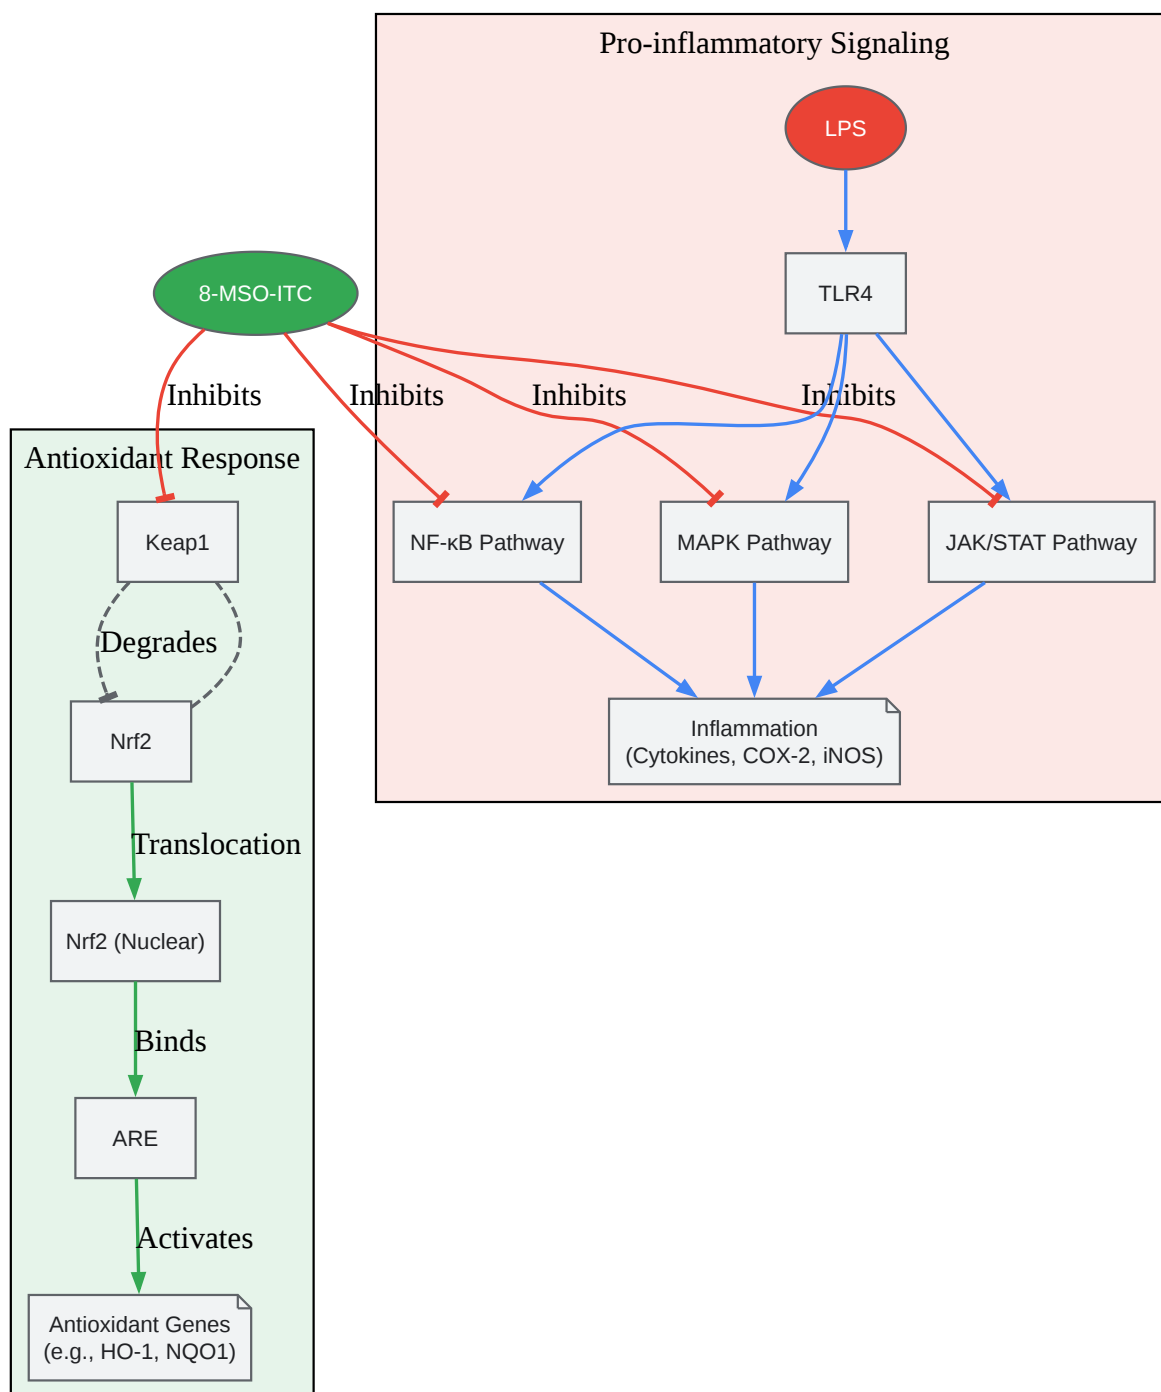 Pro-inflammatory Signaling
LPS
8-MSO-ITC
TLR4
Inhibits
Inhibits
Inhibits
Inhibits
Antioxidant Response
Keap1
NF-κB Pathway
MAPK Pathway
JAK/STAT Pathway
Degrades
Nrf2
Inflammation
(Cytokines, COX-2, iNOS)
Translocation
Nrf2 (Nuclear)
Binds
ARE
Activates
Antioxidant Genes
(e.g., HO-1, NQO1)